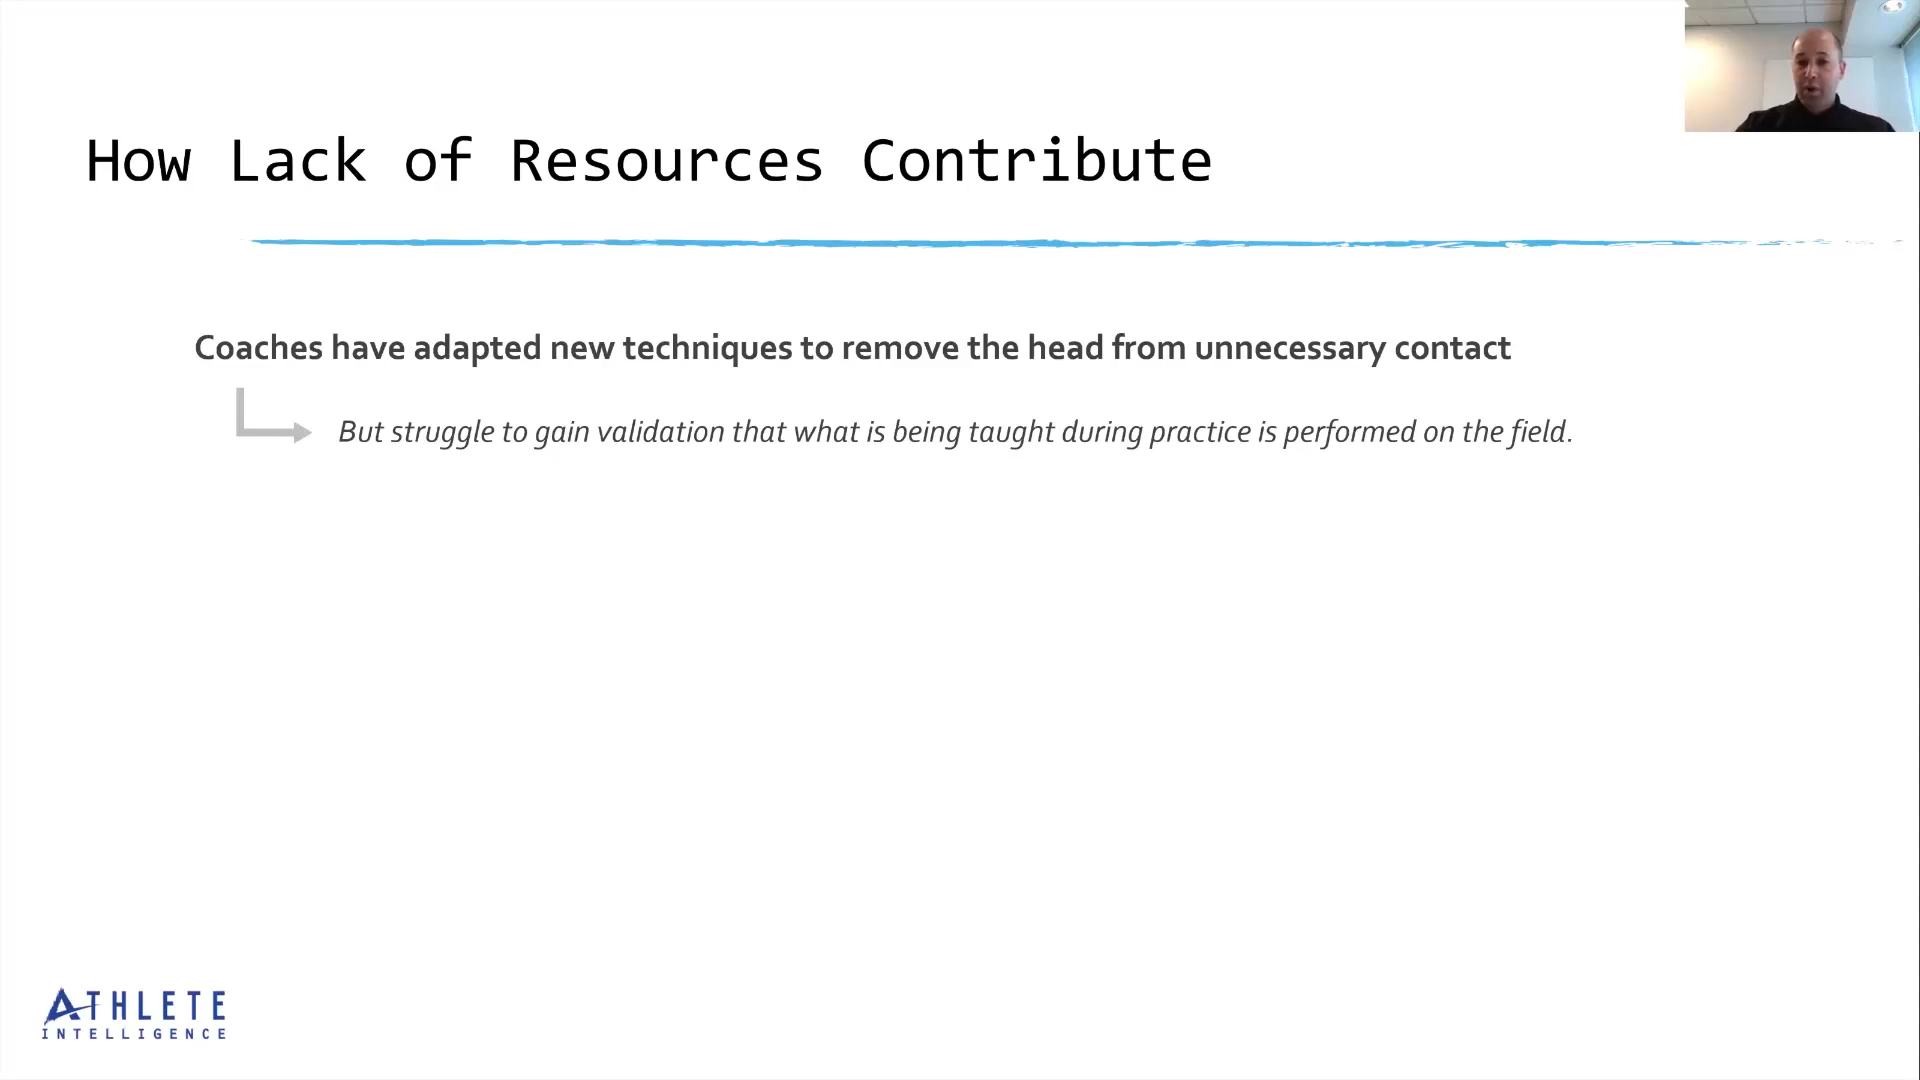 How Lack of Resources Contribute
Coaches have adapted new techniques to remove the head from unnecessary contact
But struggle to gain validation that what is being taught during practice is performed on the field.
ATHLETE
INTELLIGENCE